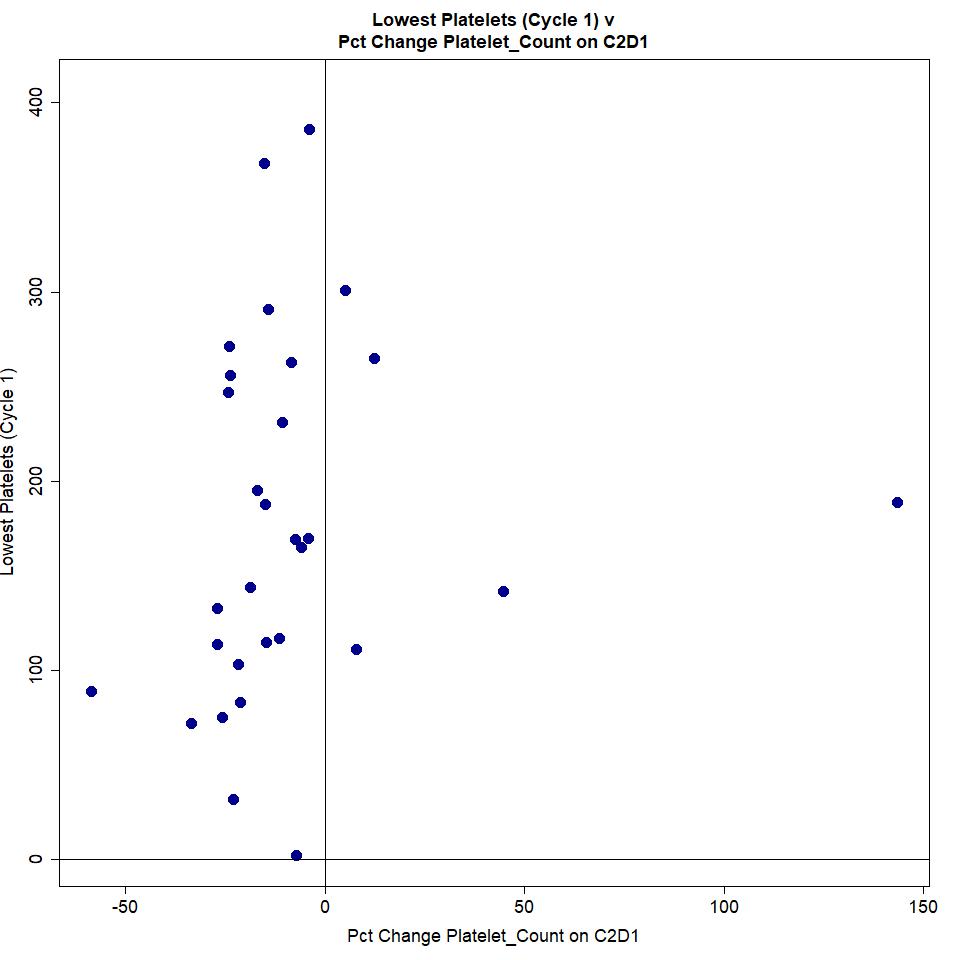 Lowest Platelets (Cycle 1) v
Pct Change Platelet_Count on C2D1
400
300
200
100
0
Lowest Platelets (Cycle 1)
-50 0 50 100 150
Pct Change Platelet_Count on C2D1